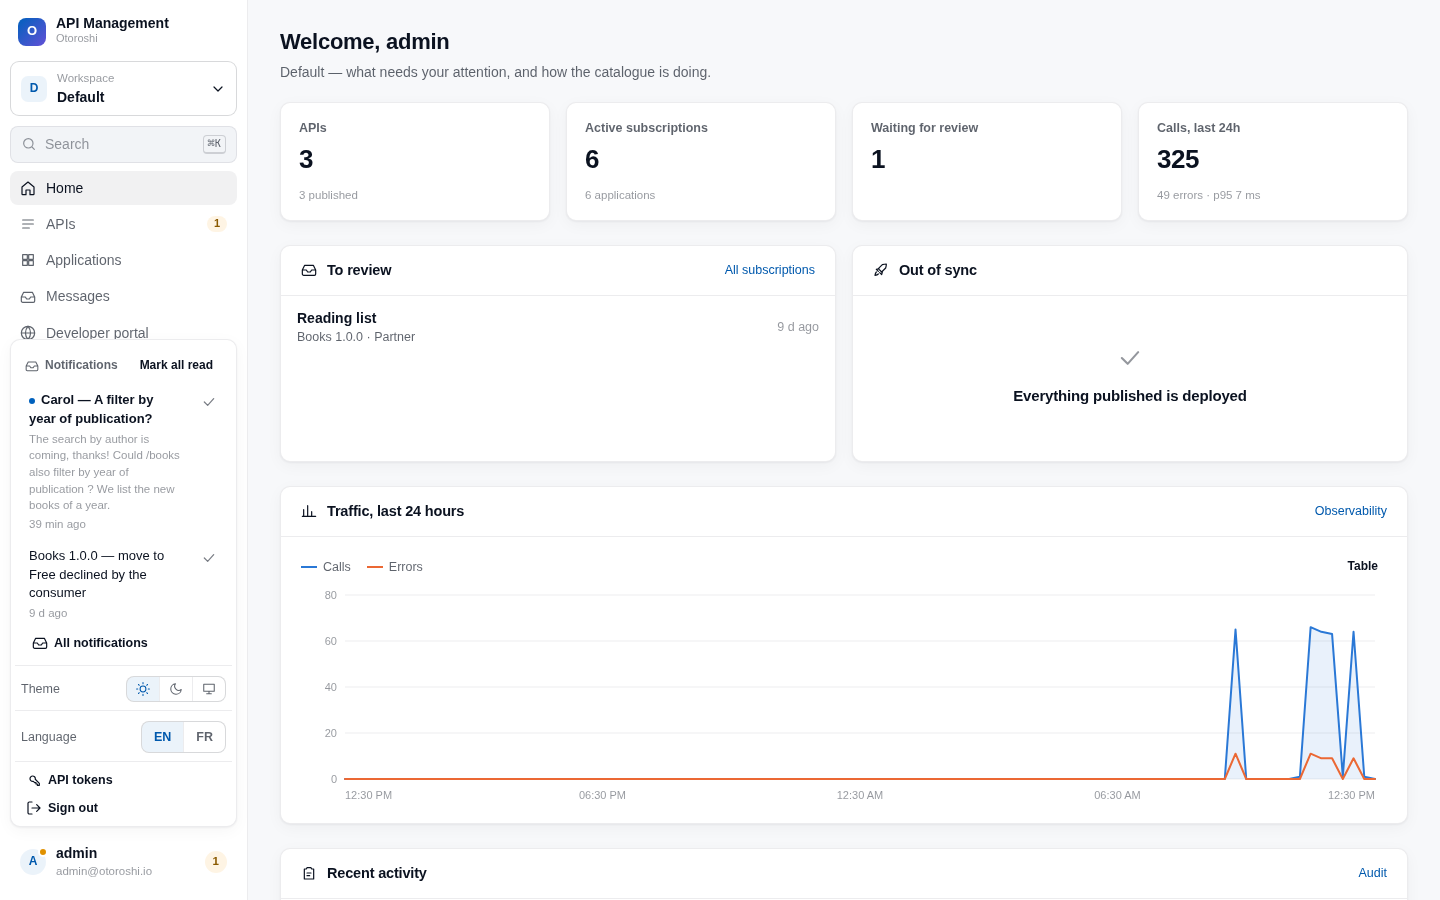 O
API Management
Otoroshi
D
Workspace
Default
Search
⌘K
Home
APIs
1
Applications
Messages
Developer portal
Notifications
Mark all read
Carol — A filter by
year of publication?
The search by author is
coming, thanks! Could /books
also filter by year of
publication ? We list the new
books of a year.
39 min ago
Books 1.0.0 — move to
Free declined by the
consumer
9 d ago
All notifications
Theme
Language
EN
FR
API tokens
Sign out
A
admin
admin@otoroshi.io
1
Welcome, admin
Default — what needs your attention, and how the catalogue is doing.
APIs
3
3 published
Active subscriptions
6
6 applications
Waiting for review
1
Calls, last 24h
325
49 errors · p95 7 ms
To review
All subscriptions
Reading list
Books 1.0.0 · Partner
9 d ago
Out of sync
Everything published is deployed
Traffic, last 24 hours
Observability
Calls
Errors
Table
80
60
40
20
0
12:30 PM
06:30 PM
12:30 AM
06:30 AM
12:30 PM
Recent activity
Audit